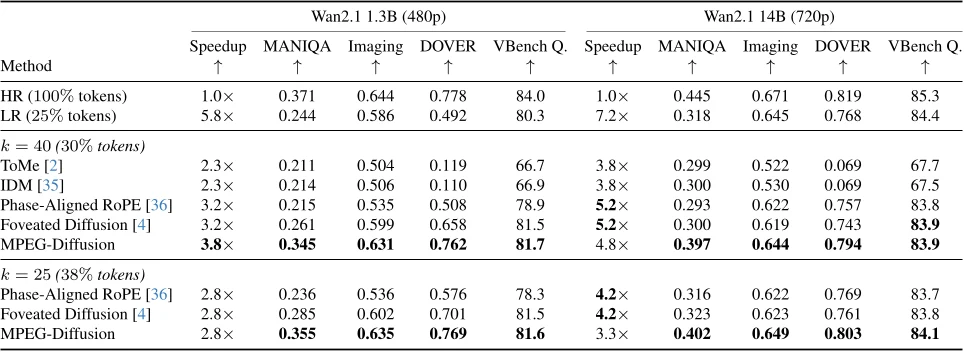 Wan2.1 1.3B (480p) Wan2.1 14B (720p)
Speedup MANIQA Imaging DOVER VBench Q. Speedup MANIQA Imaging DOVER VBench Q.
Method ↑ ↑ ↑ ↑ ↑ ↑ ↑ ↑ ↑ ↑
HR (100% tokens) 1.0× 0.371 0.644 0.778 84.0 1.0× 0.445 0.671 0.819 85.3
LR (25% tokens) 5.8× 0.244 0.586 0.492 80.3 7.2× 0.318 0.645 0.768 84.4
k = 40 (30% tokens)
ToMe [2] 2.3× 0.211 0.504 0.119 66.7 3.8× 0.299 0.522 0.069 67.7
IDM [35] 2.3× 0.214 0.506 0.110 66.9 3.8× 0.300 0.530 0.069 67.5
Phase-Aligned RoPE [36] 3.2× 0.215 0.535 0.508 78.9 5.2× 0.293 0.622 0.757 83.8
Foveated Diffusion [4] 3.2× 0.261 0.599 0.658 81.5 5.2× 0.300 0.619 0.743 83.9
MPEG-Diffusion 3.8× 0.345 0.631 0.762 81.7 4.8× 0.397 0.644 0.794 83.9
k = 25 (38% tokens)
Phase-Aligned RoPE [36] 2.8× 0.236 0.536 0.576 78.3 4.2× 0.316 0.622 0.769 83.7
Foveated Diffusion [4] 2.8× 0.285 0.602 0.701 81.5 4.2× 0.323 0.623 0.761 83.8
MPEG-Diffusion 2.8× 0.355 0.635 0.769 81.6 3.3× 0.402 0.649 0.803 84.1